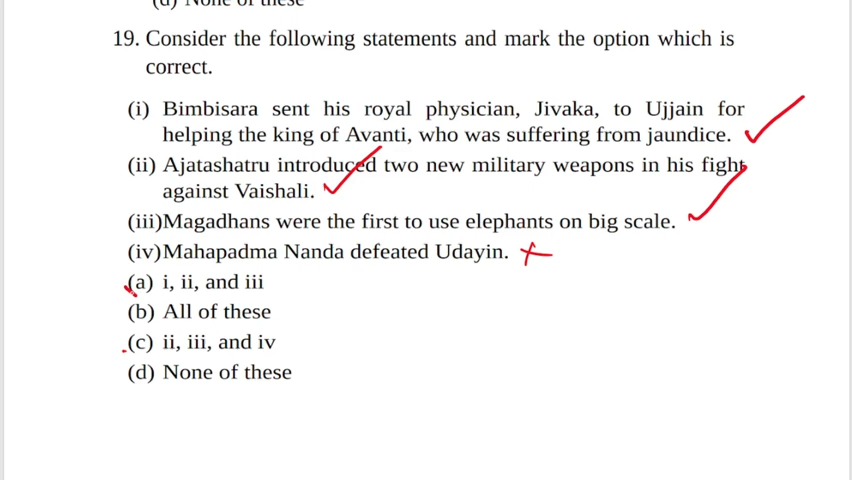 (d) None of these
19. Consider the following statements and mark the option which is
correct.
(i) Bimbisara sent his royal physician, Jivaka, to Ujjain for
helping the king of Avanti, who was suffering from jaundice.
(ii) Ajatashatru introduced two new military weapons in his fight
against Vaishali.
(iii)Magadhans were the first to use elephants on big scale.
(iv)Mahapadma Nanda defeated Udayin.
(a) i, ii, and iii
(b) All of these
(c) ii, iii, and iv
(d) None of these